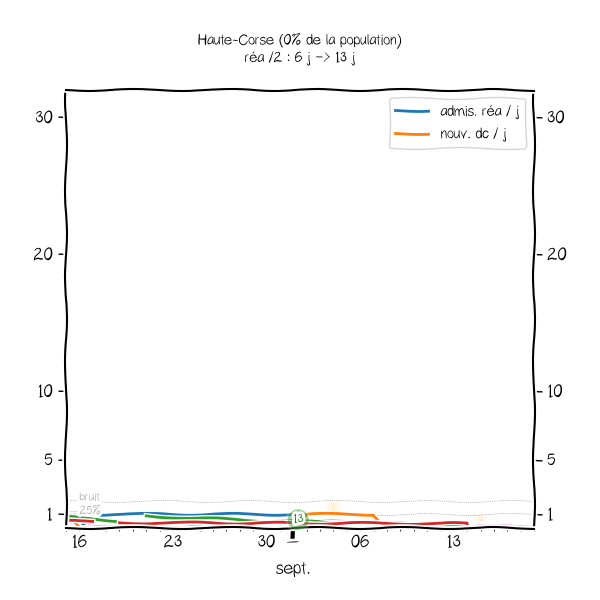 Haute-Corse (0% de la population)
réa /2 : 6 j -> 13 j
admis. réa / j
nouv. dc / j
30 30
20 20
10 10
5 5
bruit
25%
1 13 1
16 23 30 06 13
sept.